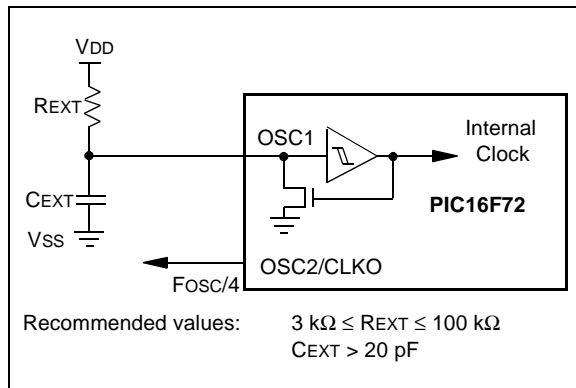 VDD
REXT
OSC1
Internal
Clock
CEXT
PIC16F72
VSS
OSC2/CLKO
FOSC/4
Recommended values: 3 kΩ ≤ REXT ≤ 100 kΩ
CEXT > 20 pF